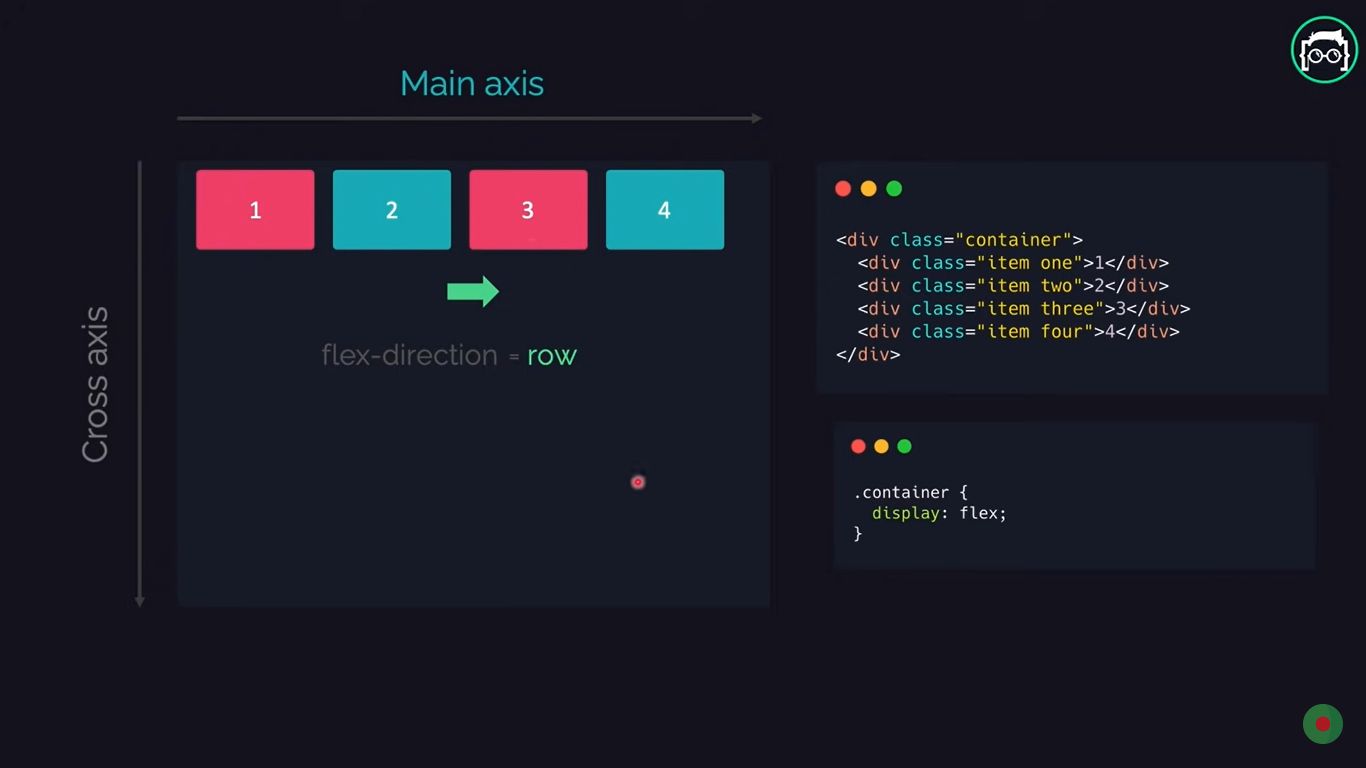 Main axis
Cross axis
1
2
3
4
flex-direction = row
<div class="container">
  <div class="item one">1</div>
  <div class="item two">2</div>
  <div class="item three">3</div>
  <div class="item four">4</div>
</div>
.container {
  display: flex;
}